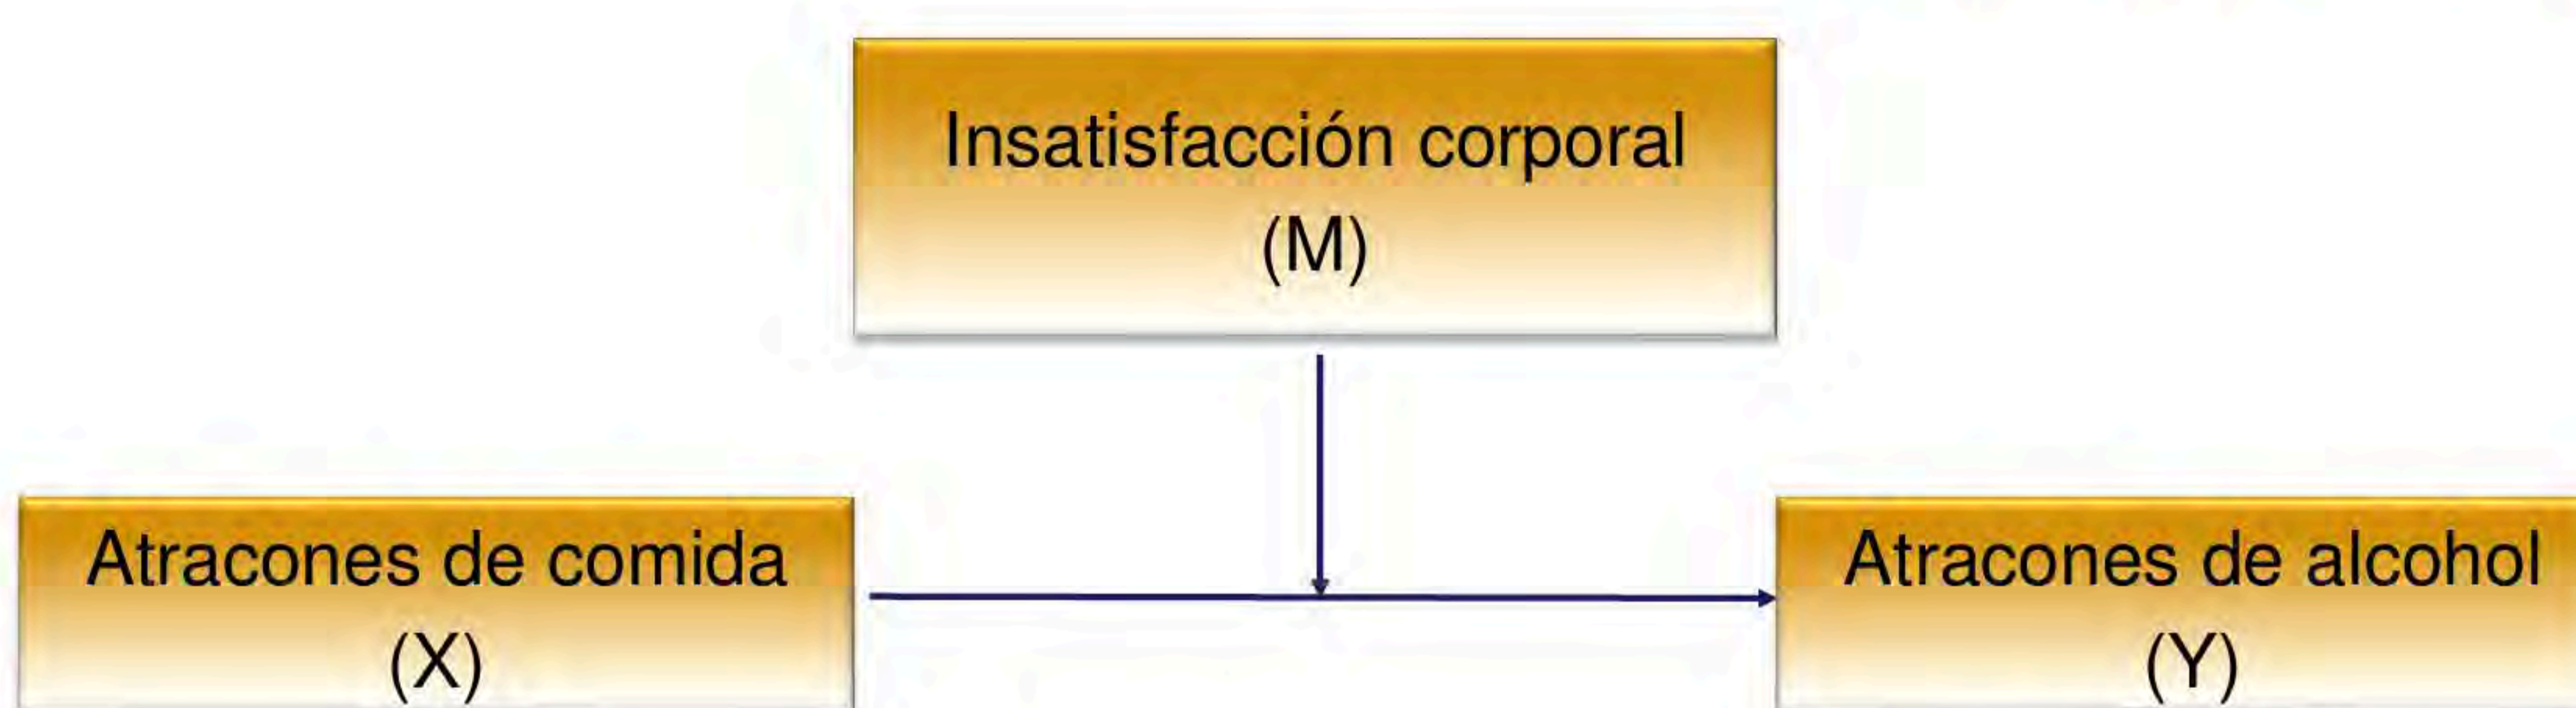 Insatisfacción corporal
(M)
Atracones de comida
(X)
Atracones de alcohol
(Y)